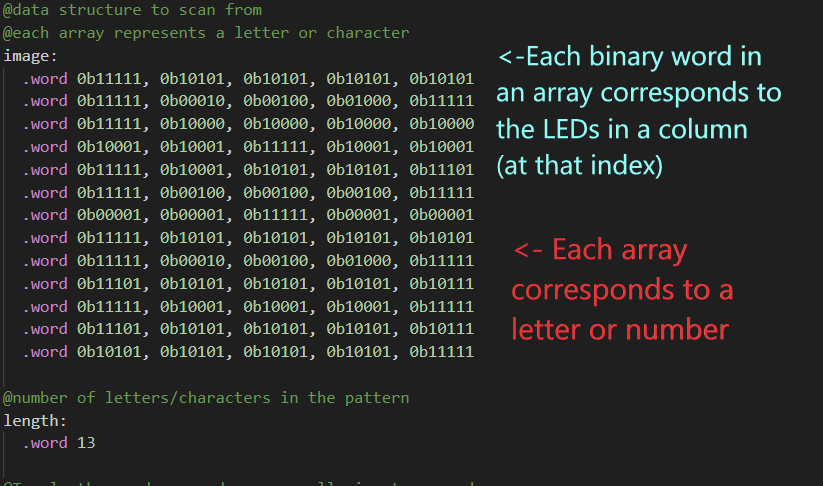 @data structure to scan from
@each array represents a letter or character
image:
.word 0b11111, 0b10101, 0b10101, 0b10101, 0b10101
.word 0b11111, 0b00010, 0b00100, 0b01000, 0b11111
.word 0b11111, 0b10000, 0b10000, 0b10000, 0b10000
.word 0b10001, 0b10001, 0b11111, 0b10001, 0b10001
.word 0b11111, 0b10001, 0b10101, 0b10101, 0b11101
.word 0b11111, 0b00100, 0b00100, 0b00100, 0b11111
.word 0b00001, 0b00001, 0b11111, 0b00001, 0b00001
.word 0b11111, 0b10101, 0b10101, 0b10101, 0b10101
.word 0b11111, 0b00010, 0b00100, 0b01000, 0b11111
.word 0b11101, 0b10101, 0b10101, 0b10101, 0b10111
.word 0b11111, 0b10001, 0b10001, 0b10001, 0b11111
.word 0b11101, 0b10101, 0b10101, 0b10101, 0b10111
.word 0b10101, 0b10101, 0b10101, 0b10101, 0b11111
<-Each binary word in
an array corresponds to
the LEDs in a column
(at that index)
<- Each array
corresponds to a
letter or number
@number of letters/characters in the pattern
length:
.word 13